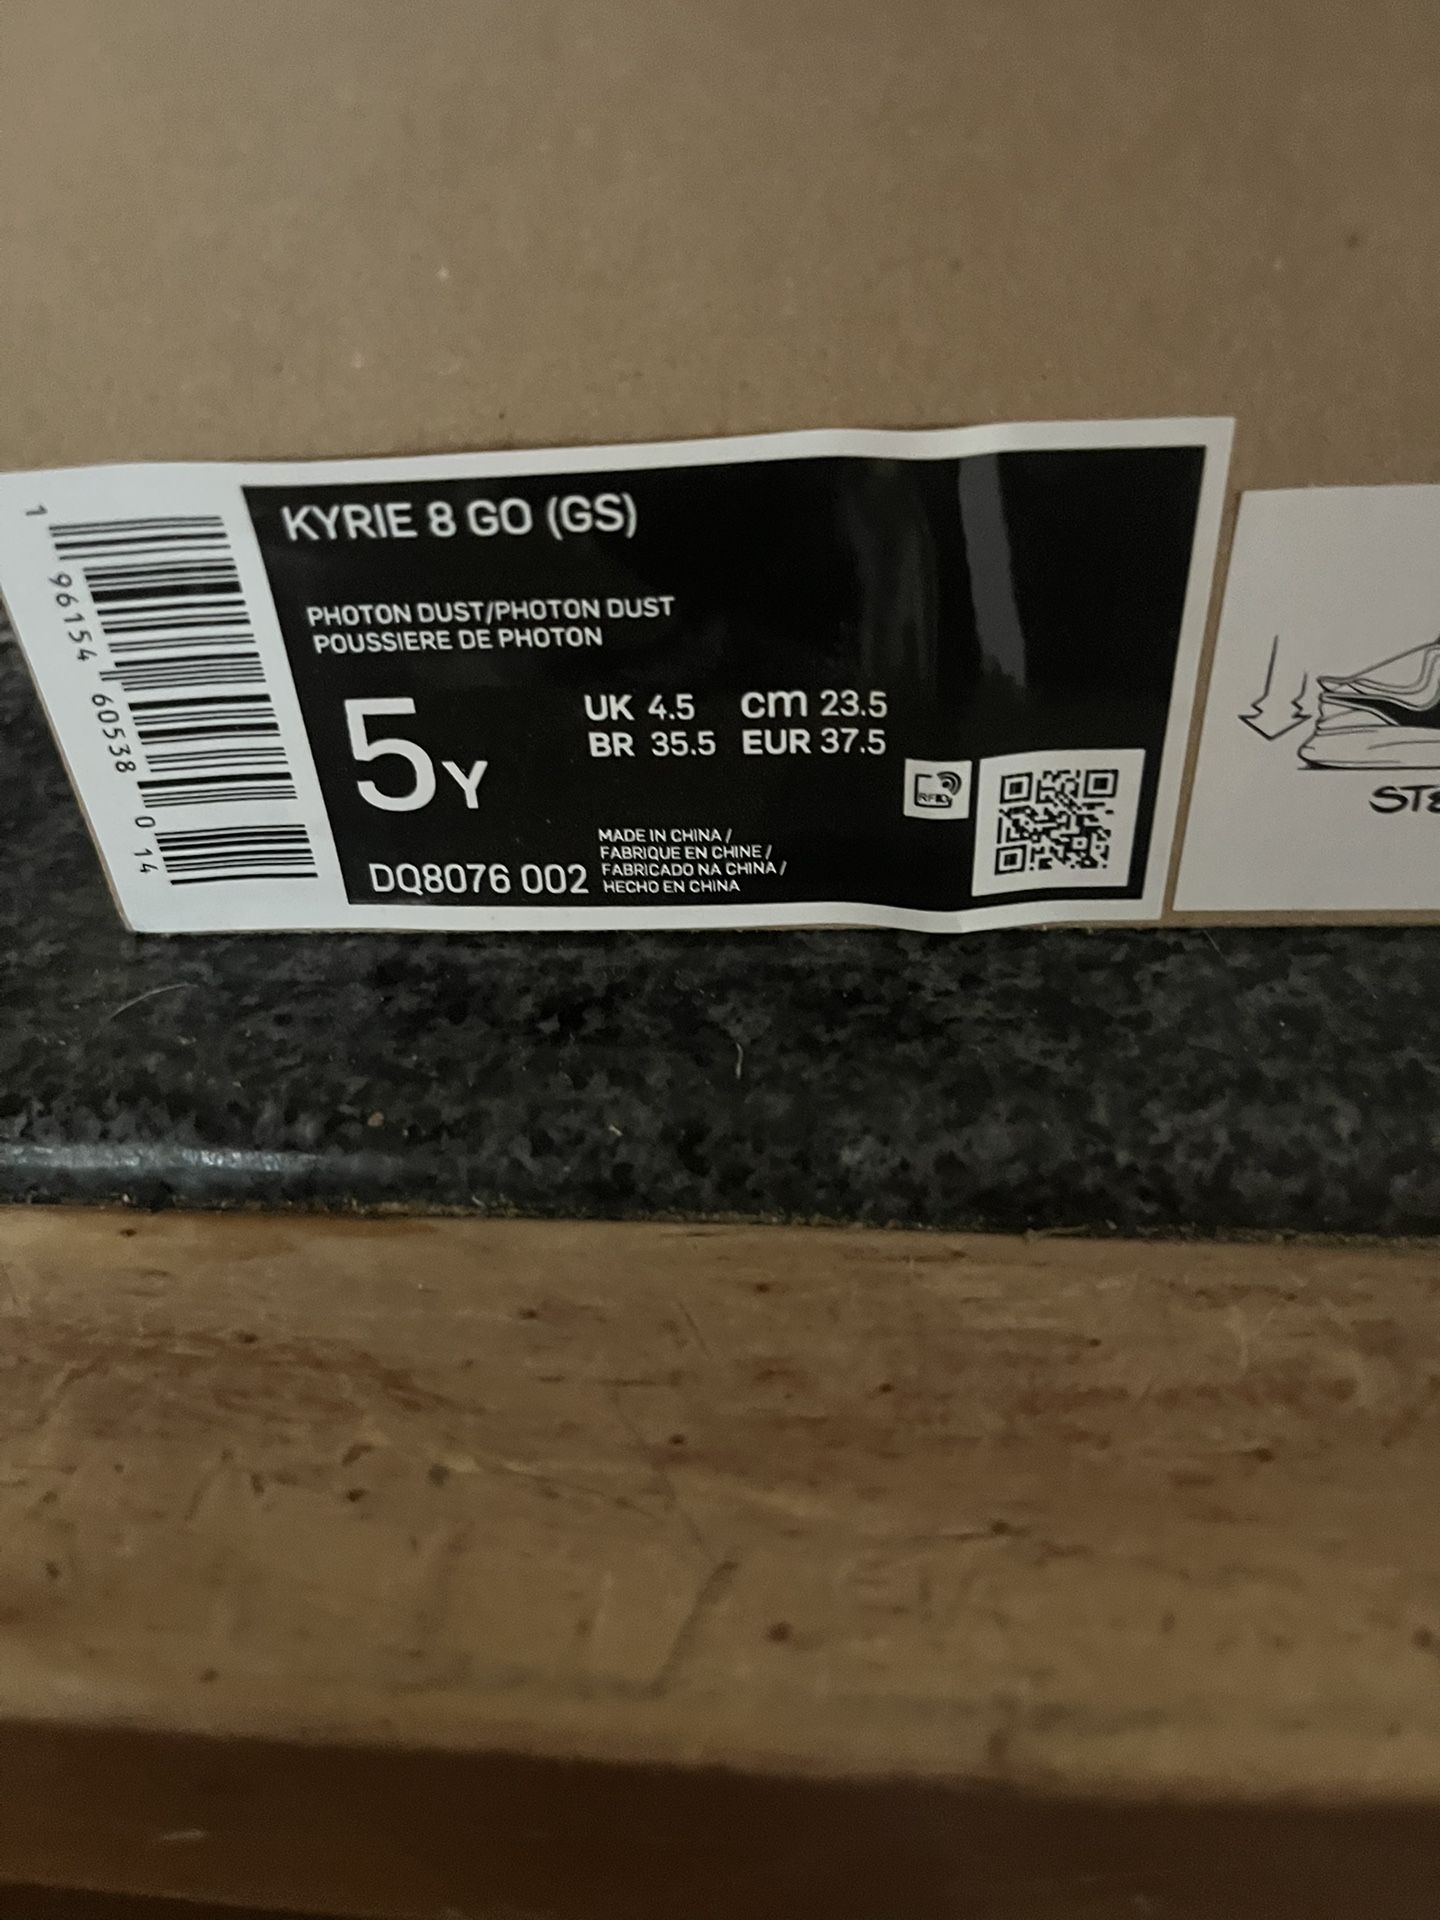 KYRIE 8 GO (GS)
PHOTON DUST/PHOTON DUST
POUSSIERE DE PHOTON
5Y
UK 4.5 cm 23.5
BR 35.5 EUR 37.5
DQ8076 002
MADE IN CHINA /
FABRIQUE EN CHINE /
FABRICADO NA CHINA /
HECHO EN CHINA
1 96154 60538 0 14
RFID